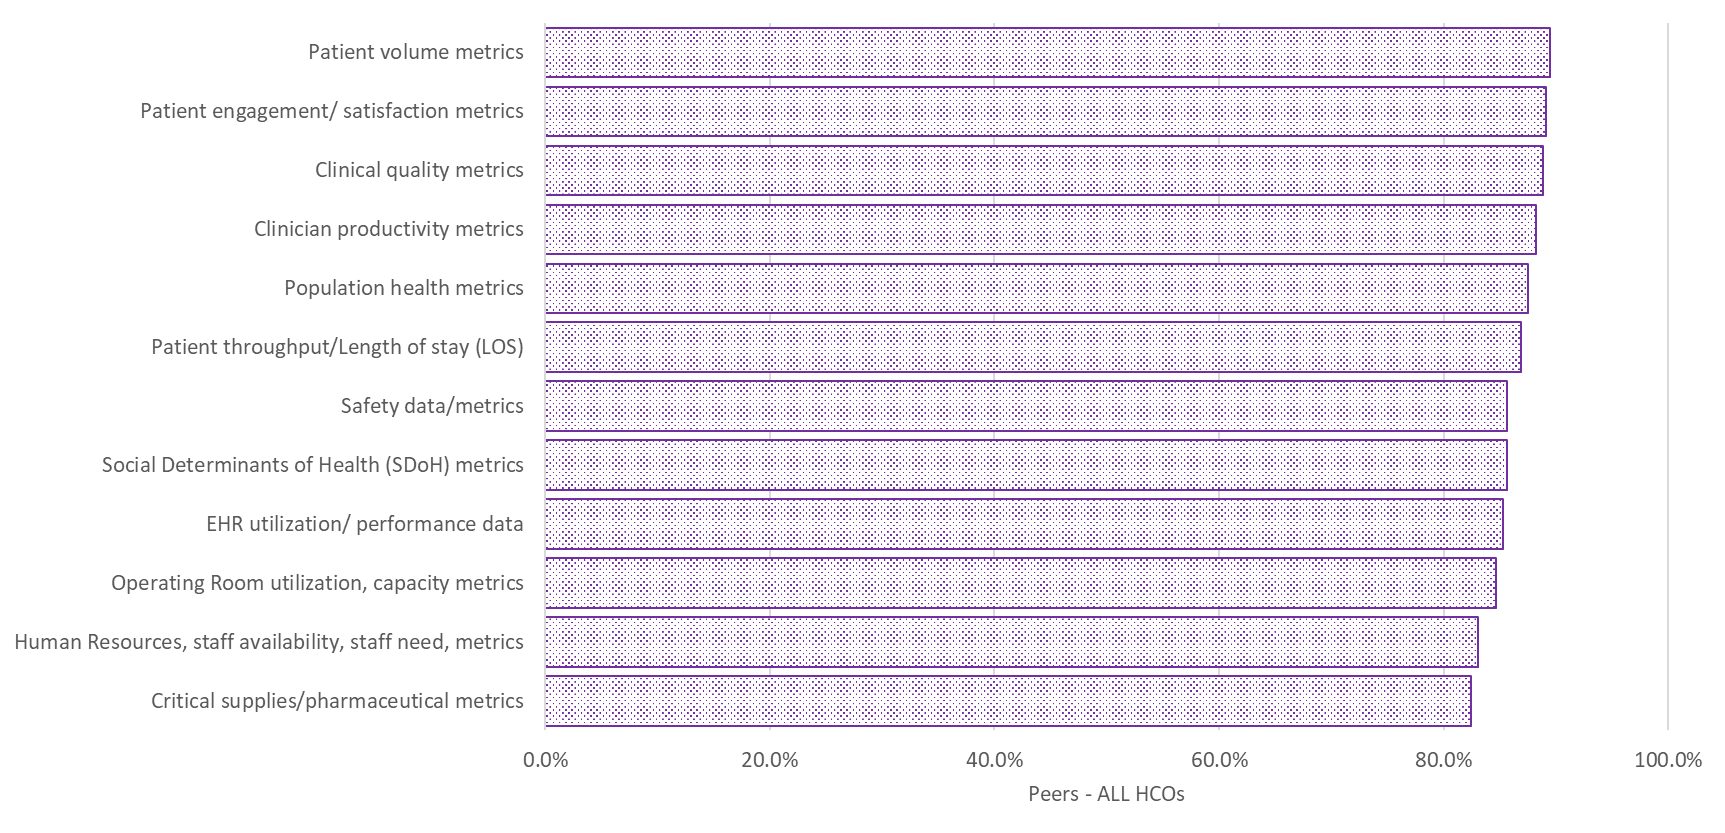 Patient volume metrics
Patient engagement/ satisfaction metrics
Clinical quality metrics
Clinician productivity metrics
Population health metrics
Patient throughput/Length of stay (LOS)
Safety data/metrics
Social Determinants of Health (SDoH) metrics
EHR utilization/ performance data
Operating Room utilization, capacity metrics
Human Resources, staff availability, staff need, metrics
Critical supplies/pharmaceutical metrics
0.0% 20.0% 40.0% 60.0% 80.0% 100.0%
Peers - ALL HCOs